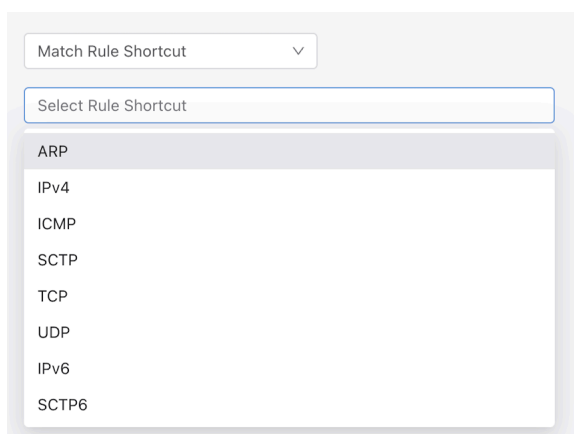 Match Rule Shortcut
Select Rule Shortcut
ARP
IPv4
ICMP
SCTP
TCP
UDP
IPv6
SCTP6